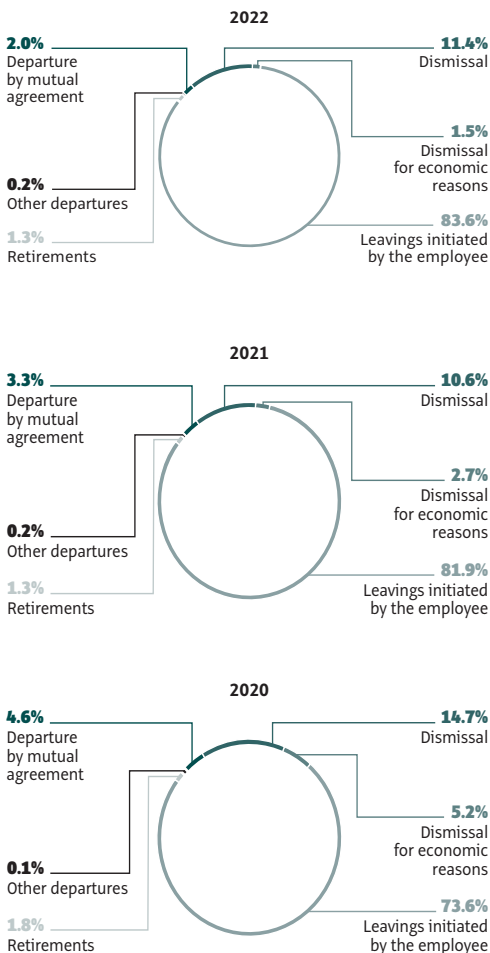 2022
2.0%
Departure
by mutual
agreement
0.2%
Other departures
1.3%
Retirements
11.4%
Dismissal
1.5%
Dismissal
for economic
reasons
83.6%
Leavings initiated
by the employee
2021
3.3%
Departure
by mutual
agreement
0.2%
Other departures
1.3%
Retirements
10.6%
Dismissal
2.7%
Dismissal
for economic
reasons
81.9%
Leavings initiated
by the employee
2020
4.6%
Departure
by mutual
agreement
0.1%
Other departures
1.8%
Retirements
14.7%
Dismissal
5.2%
Dismissal
for economic
reasons
73.6%
Leavings initiated
by the employee